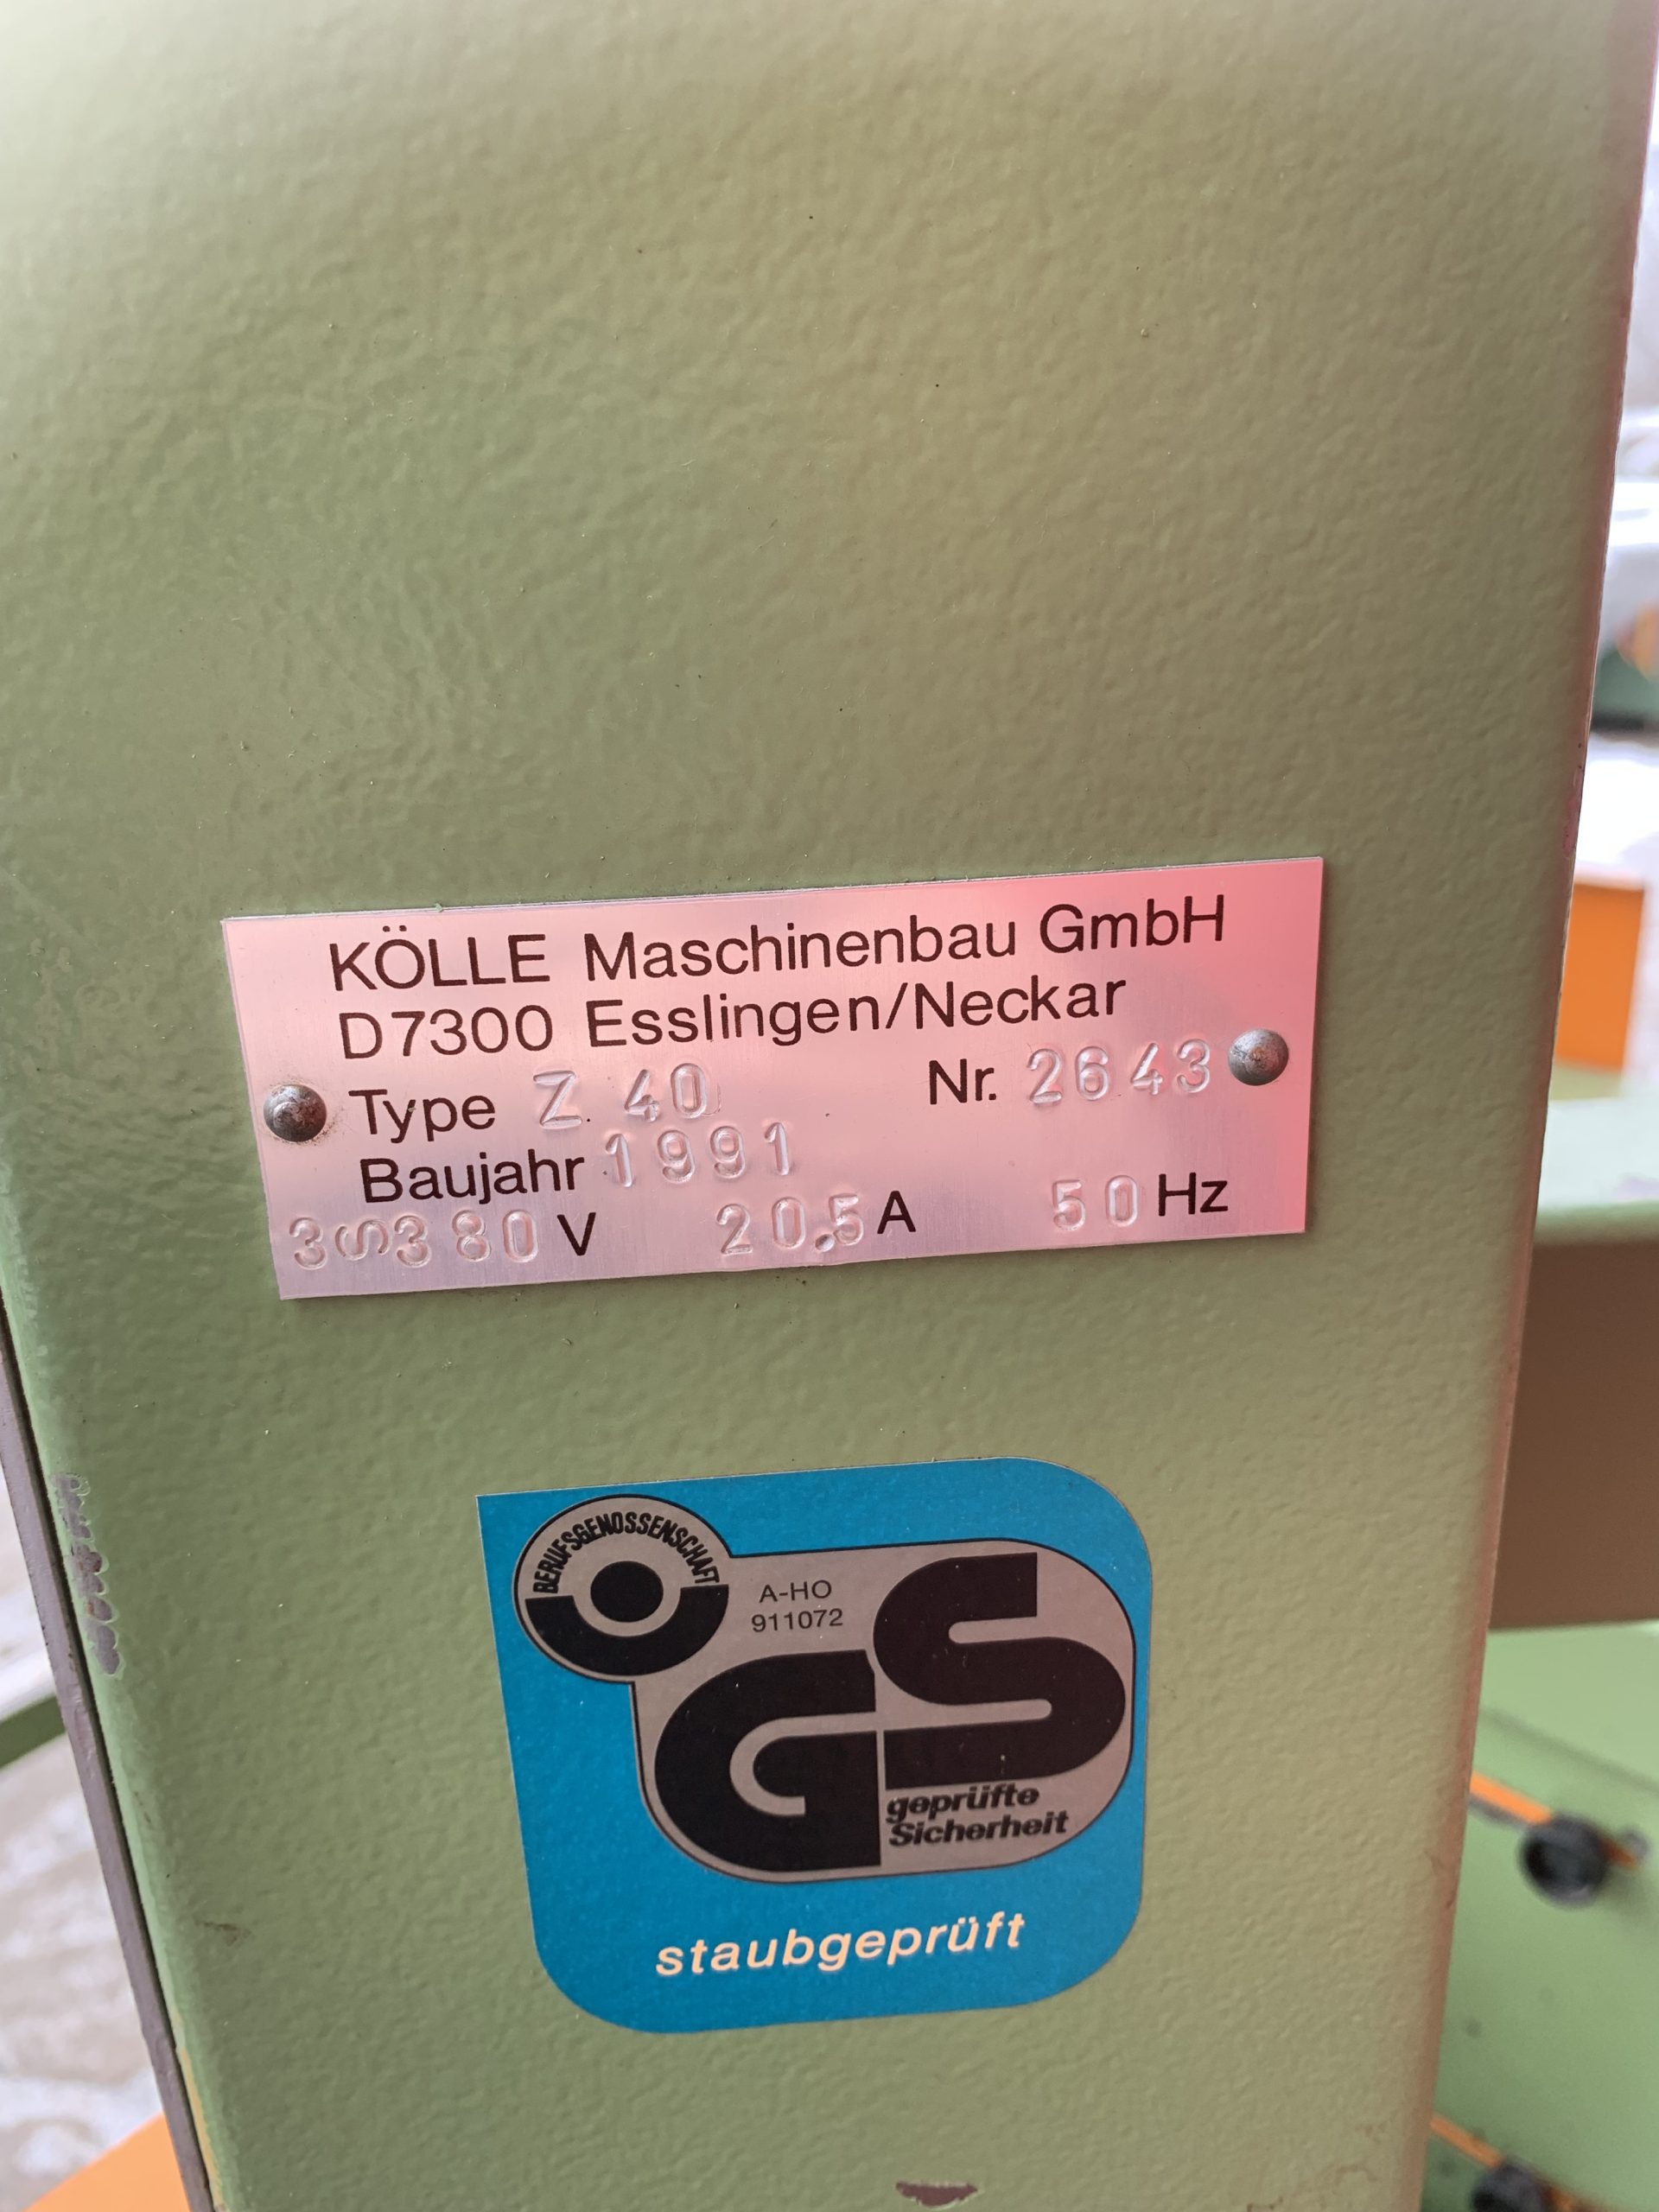 KÖLLE Maschinenbau GmbH
D7300 Esslingen/Neckar
Type Z 40 Nr. 2643
Baujahr 1991
3 S 380 V 20,5 A 50 Hz
BERUFSGENOSSENSCHAFT
A-HO
911072
GS
geprüfte
Sicherheit
staubgeprüft